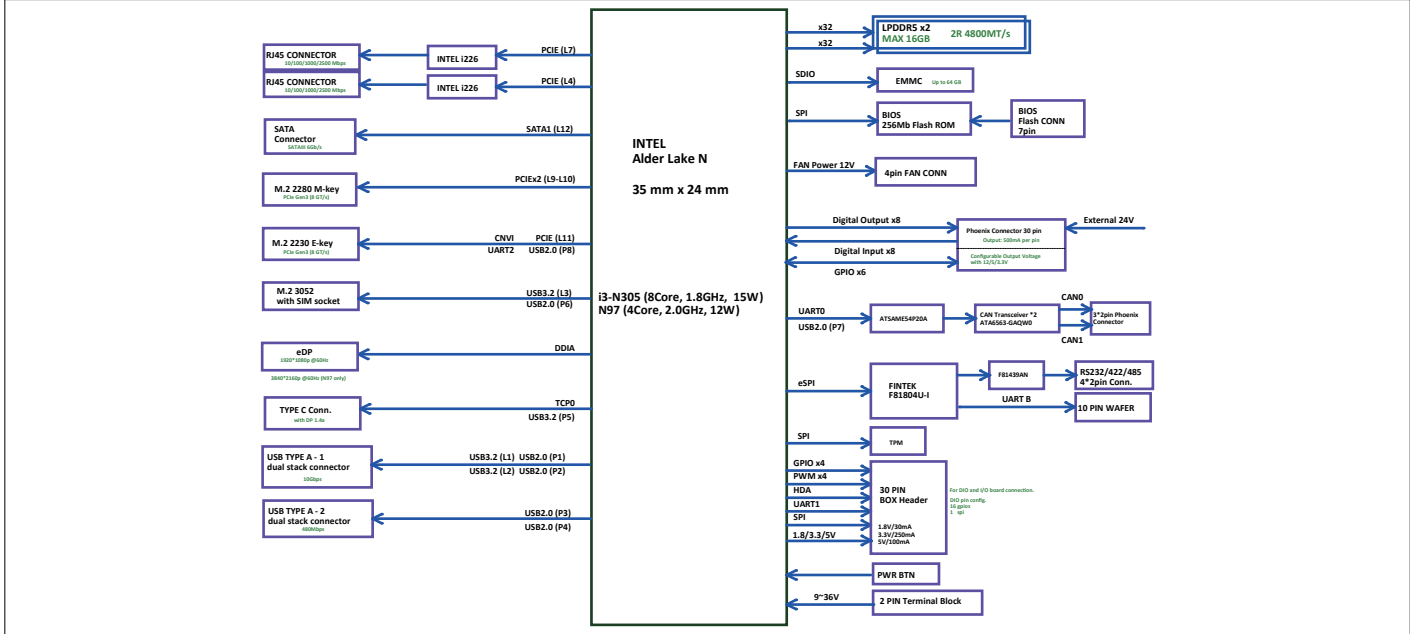 RJ45 CONNECTOR
10/100/1000/2500 Mbps
RJ45 CONNECTOR
10/100/1000/2500 Mbps
INTEL i226
INTEL i226
PCIE (L7)
PCIE (L4)
SATA
Connector
SATAIII 6Gb/s
SATA1 (L12)
M.2 2280 M-key
PCIe Gen3 (8 GT/s)
PCIEx2 (L9-L10)
M.2 2230 E-key
PCIe Gen3 (8 GT/s)
CNVI PCIE (L11)
UART2 USB2.0 (P8)
M.2 3052
with SIM socket
USB3.2 (L3)
USB2.0 (P6)
eDP
1920*1080p @60Hz
3840*2160p @60Hz (N97 only)
DDIA
TYPE C Conn.
with DP 1.4a
TCP0
USB3.2 (P5)
USB TYPE A - 1
dual stack connector
10Gbps
USB3.2 (L1) USB2.0 (P1)
USB3.2 (L2) USB2.0 (P2)
USB TYPE A - 2
dual stack connector
480Mbps
USB2.0 (P3)
USB2.0 (P4)
INTEL
Alder Lake N
35 mm x 24 mm
i3-N305 (8Core, 1.8GHz, 15W)
N97 (4Core, 2.0GHz, 12W)
x32
x32
LPDDR5 x2
MAX 16GB 2R 4800MT/s
SDIO
EMMC Up to 64 GB
SPI
BIOS
256Mb Flash ROM
BIOS
Flash CONN
7pin
FAN Power 12V
4pin FAN CONN
Digital Output x8
Digital Input x8
GPIO x6
Phoenix Connector 30 pin
Output: 500mA per pin
Configurable Output Voltage
with 12/5/3.3V
External 24V
UART0
USB2.0 (P7)
ATSAME54P20A
CAN Transceiver *2
ATA6563-GAQW0
CAN0
CAN1
3*2pin Phoenix
Connector
eSPI
FINTEK
F81804U-I
F81439AN
RS232/422/485
4*2pin Conn.
UART B
10 PIN WAFER
SPI
TPM
GPIO x4
PWM x4
HDA
UART1
SPI
1.8/3.3/5V
30 PIN
BOX Header
1.8V/30mA
3.3V/250mA
5V/100mA
For DIO and I/O board connection.
DIO pin config.
16 gpios
1 spi
PWR BTN
9~36V
2 PIN Terminal Block